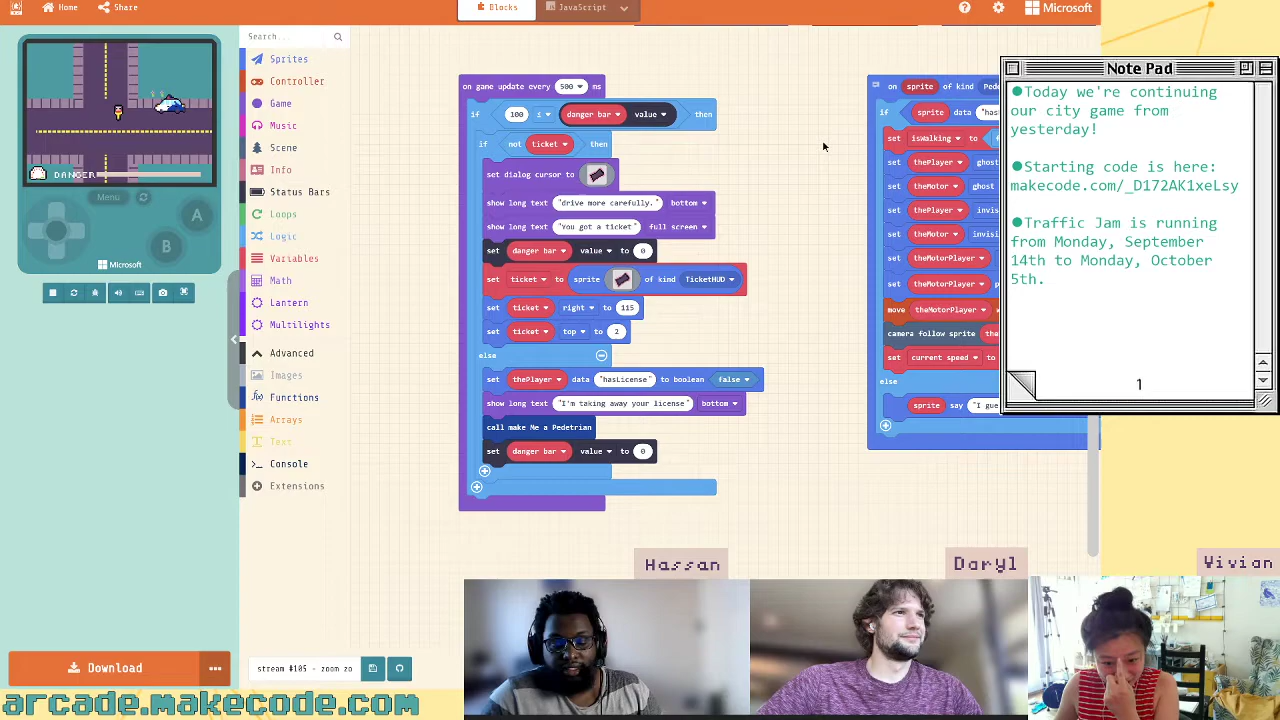 Home
Share
Blocks
JavaScript
Microsoft
DANGER
Menu
A
B
Microsoft
Search...
Sprites
Controller
Game
Music
Scene
Info
Status Bars
Loops
Logic
Variables
Math
Lantern
Multilights
Advanced
Images
Functions
Arrays
Text
Console
Extensions
on game update every 500 ms
if 100 ≤ danger bar value then
if not ticket then
set dialog cursor to
show long text "drive more carefully." bottom
show long text "you got a ticket" full screen
set danger bar value to 0
set ticket to sprite of kind TicketHUD
set ticket right to 115
set ticket top to 2
else
set thePlayer data "hasLicense" to boolean false
show long text "I'm taking away your license" bottom
call make Me a Pedetrian
set danger bar value to 0
on sprite of kind
if sprite data
set isWalking to
set thePlayer ghost
set theMotor ghost
set thePlayer
set theMotor
set theMotorPlayer
set theMotorPlayer
move theMotorPlayer
camera follow sprite
set current speed to
else
sprite say
Note Pad
●Today we're continuing
our city game from
yesterday!
●Starting code is here:
makecode.com/_D172AK1xeLsy
●Traffic Jam is running
from Monday, September
14th to Monday, October
5th.
1
Hassan
Daryl
Vivian
Download
stream #105 - zoom zo
arcade.makecode.com